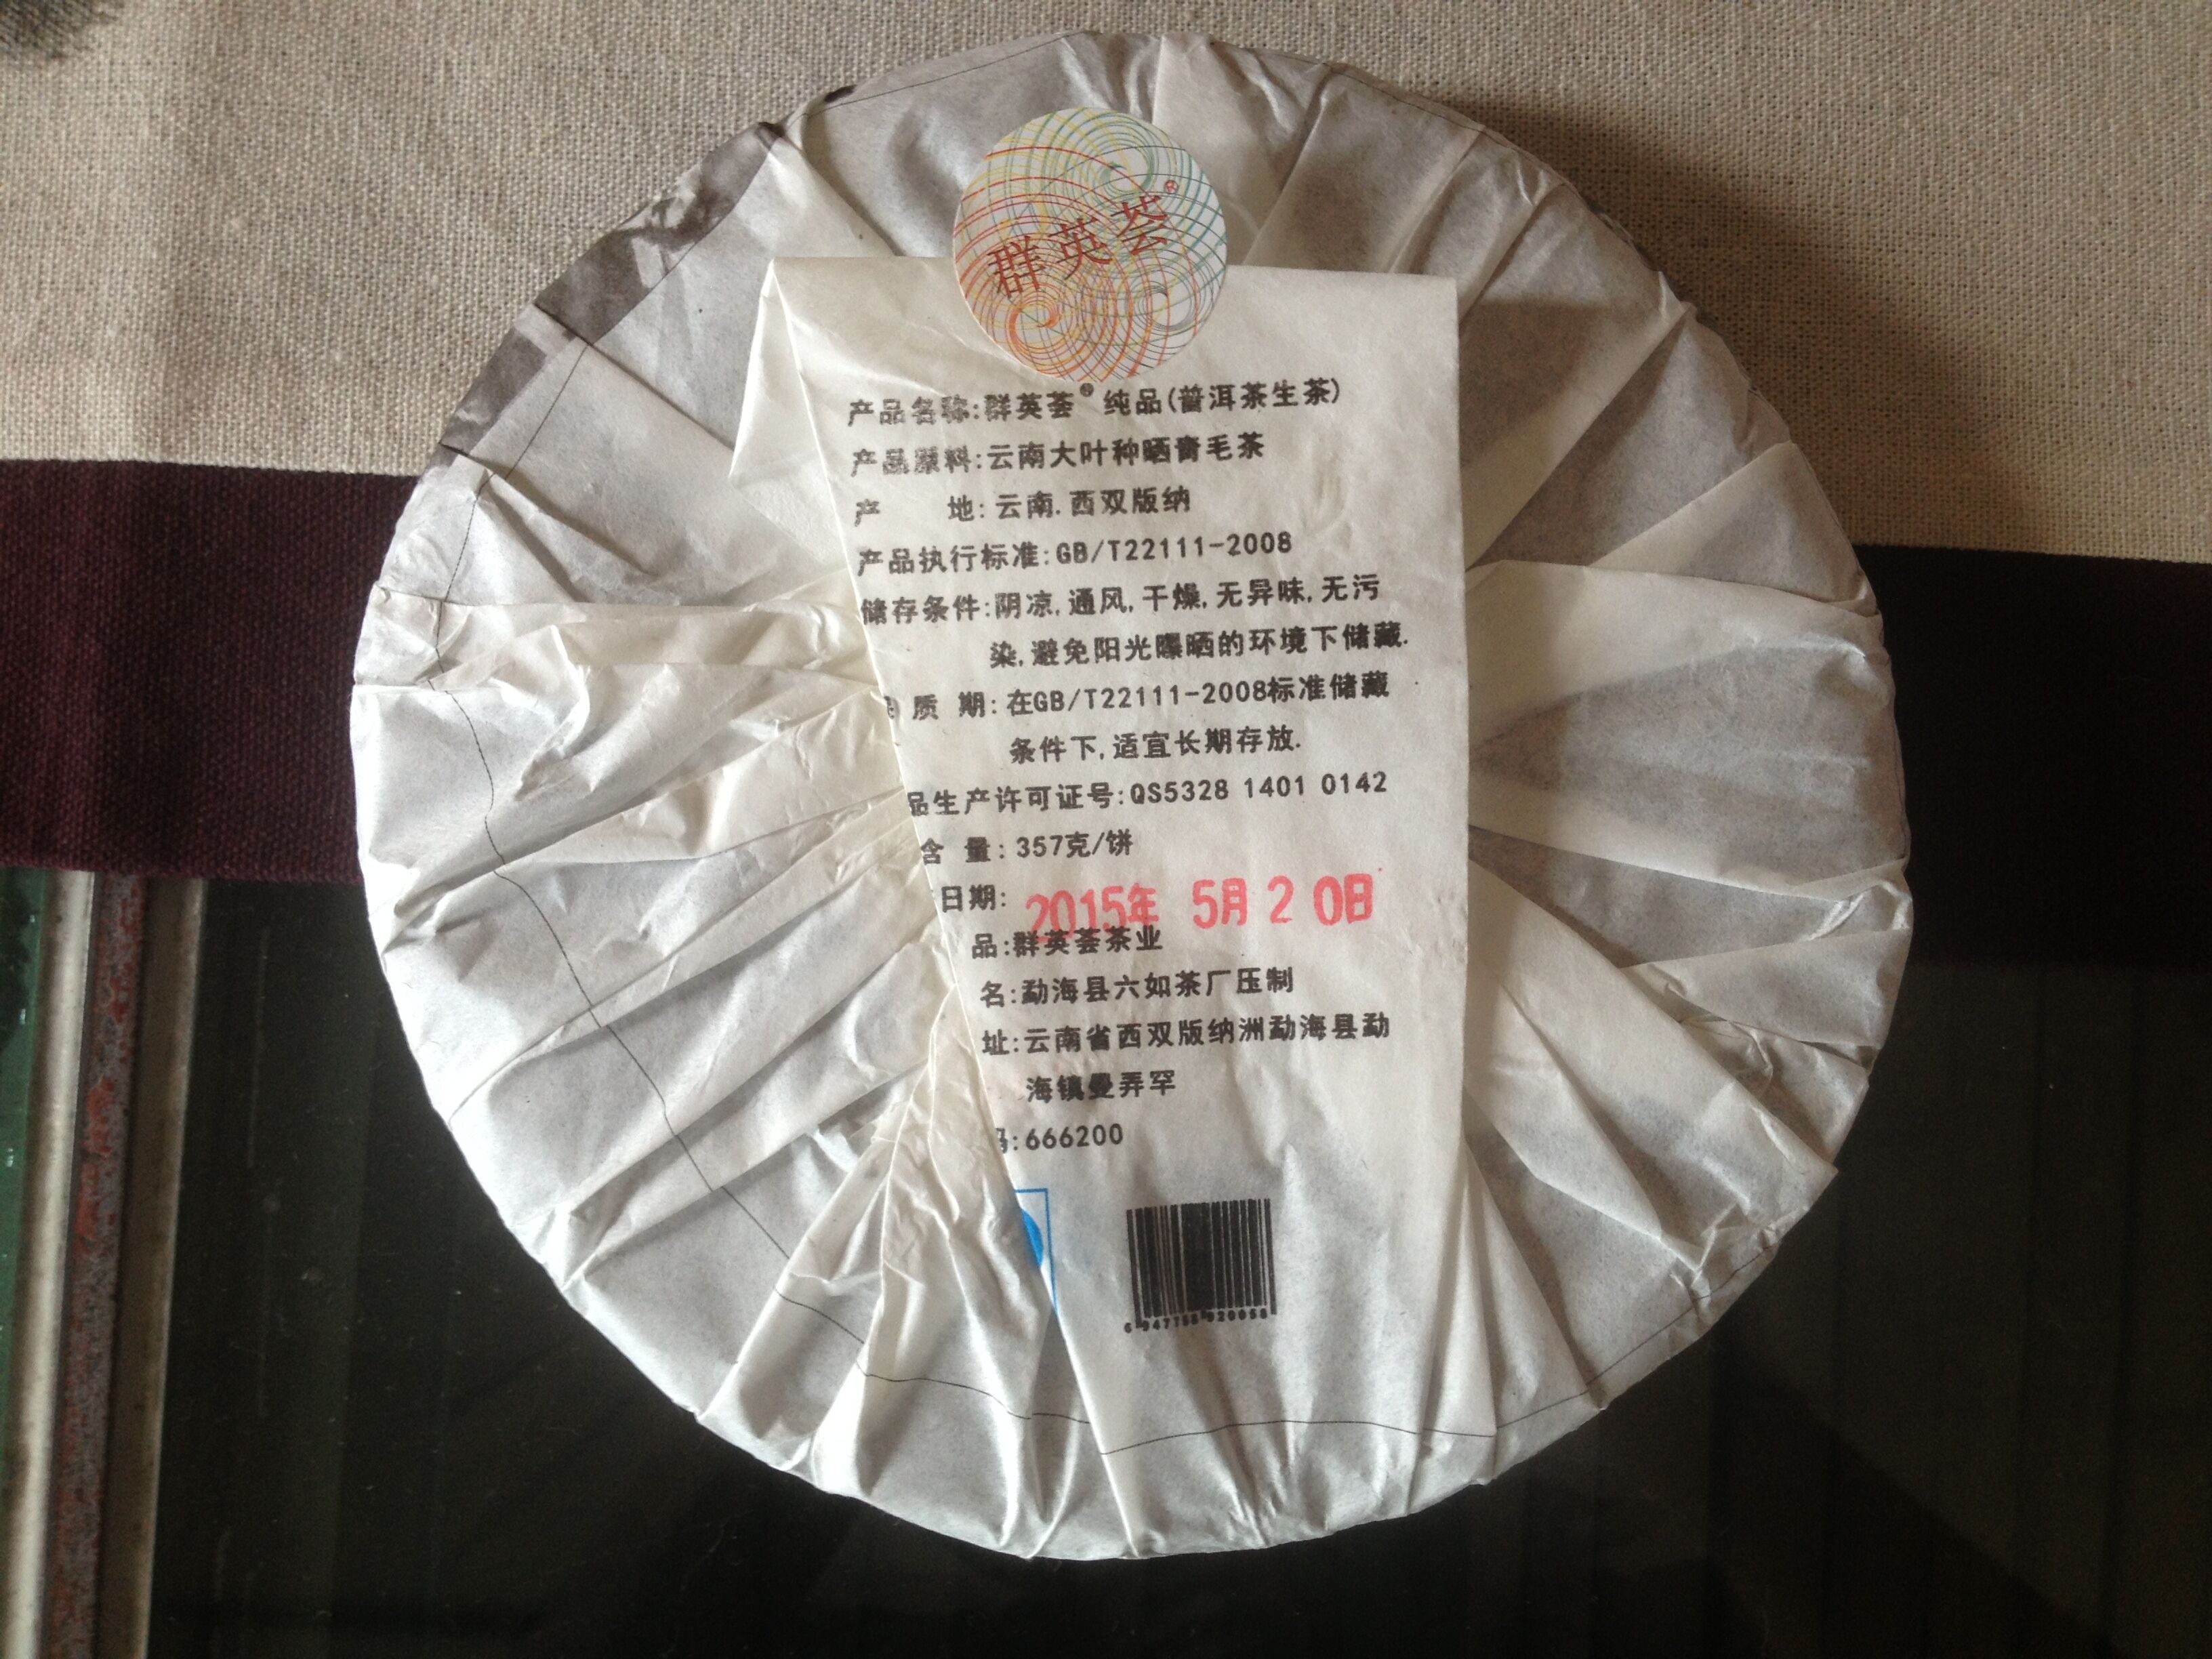 群英荟®
产品名称:群英荟®纯品(普洱茶生茶)
产品原料:云南大叶种晒青毛茶
产 地:云南.西双版纳
产品执行标准:GB/T22111-2008
储存条件:阴凉,通风,干燥,无异味,无污
染,避免阳光曝晒的环境下储藏.
质 期:在GB/T22111-2008标准储藏
条件下,适宜长期存放.
品生产许可证号:QS5328 1401 0142
含 量:357克/饼
日期:2015年 5月20日
品:群英荟茶业
名:勐海县六如茶厂压制
址:云南省西双版纳洲勐海县勐
海镇曼弄罕
码:666200